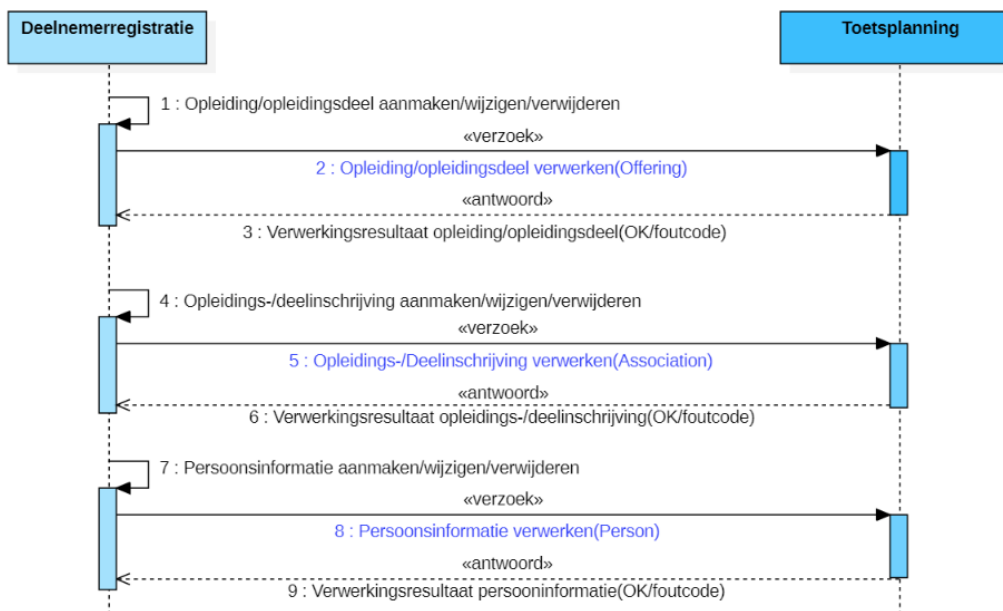 Deelnemerregistratie
Toetsplanning
1 : Opleiding/opleidingsdeel aanmaken/wijzigen/verwijderen
«verzoek»
2 : Opleiding/opleidingsdeel verwerken(Offering)
«antwoord»
3 : Verwerkingsresultaat opleiding/opleidingsdeel(OK/foutcode)
4 : Opleidings-/deelinschrijving aanmaken/wijzigen/verwijderen
«verzoek»
5 : Opleidings-/Deelinschrijving verwerken(Association)
«antwoord»
6 : Verwerkingsresultaat opleidings-/deelinschrijving(OK/foutcode)
7 : Persoonsinformatie aanmaken/wijzigen/verwijderen
«verzoek»
8 : Persoonsinformatie verwerken(Person)
«antwoord»
9 : Verwerkingsresultaat persooninformatie(OK/foutcode)